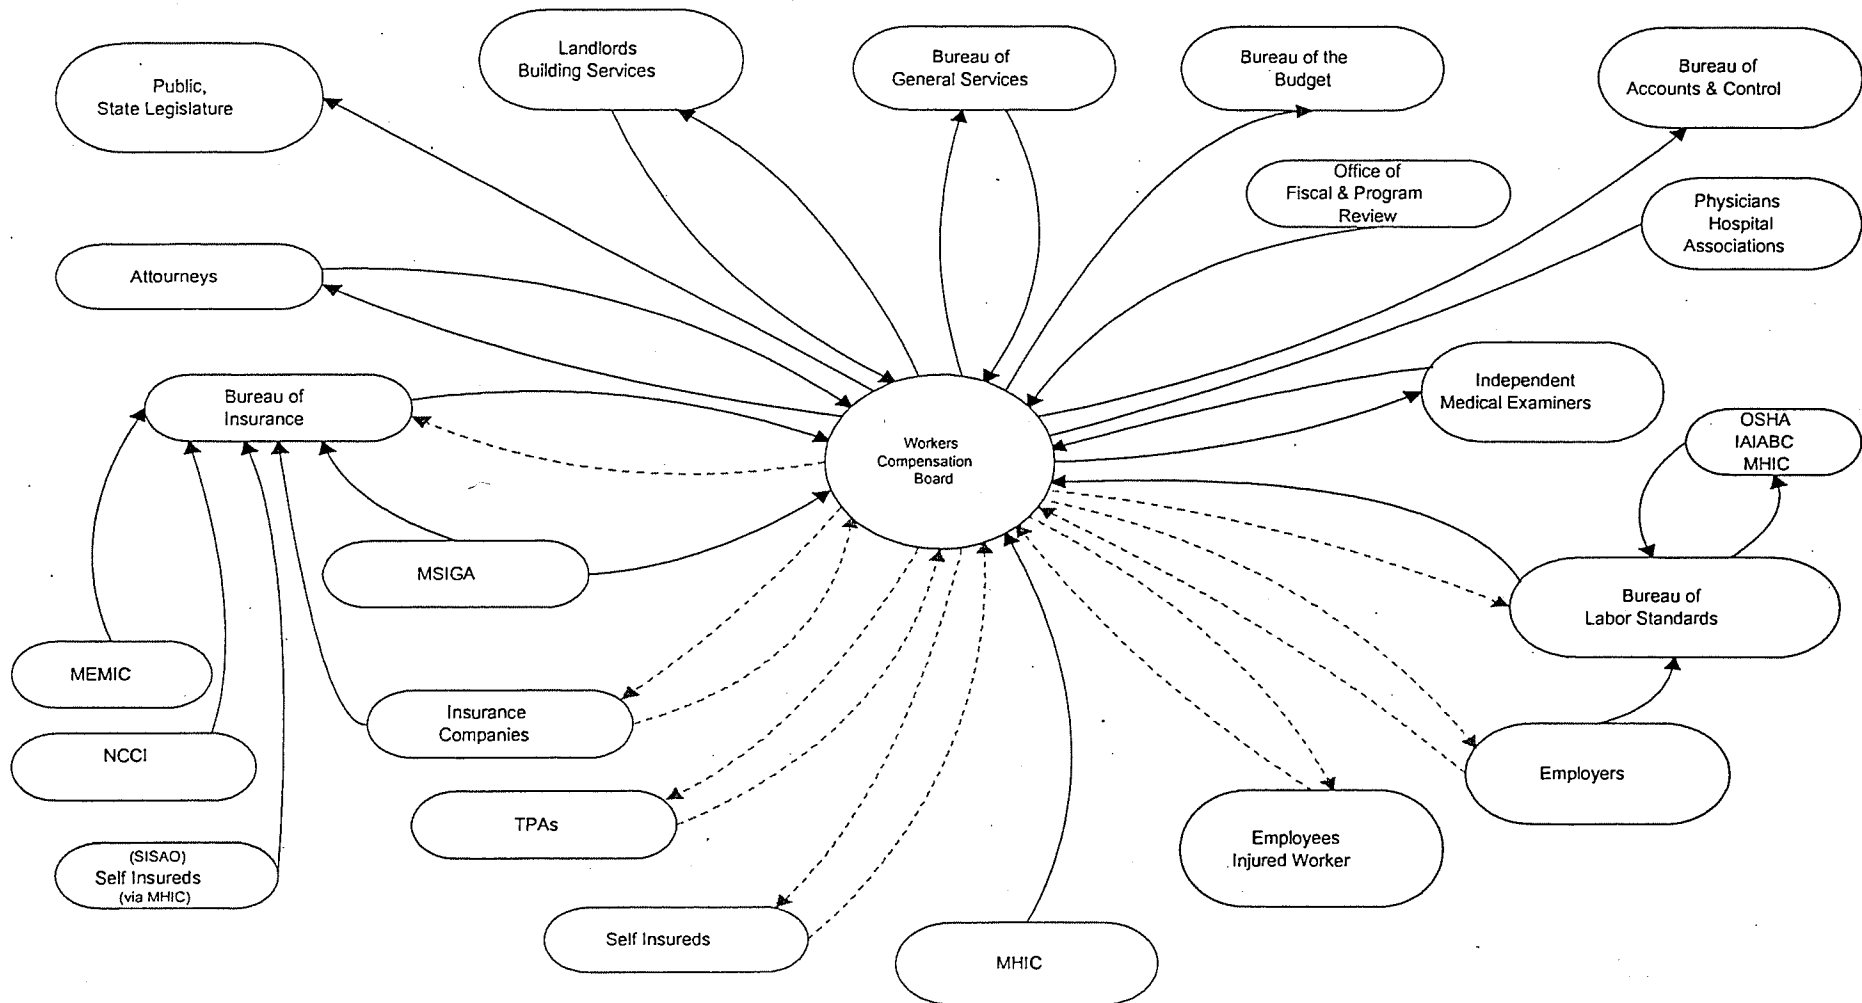 Public,
State Legislature
Landlords
Building Services
Bureau of
General Services
Bureau of the
Budget
Bureau of
Accounts & Control
Office of
Fiscal & Program
Review
Physicians
Hospital
Associations
Attourneys
Bureau of
Insurance
Workers
Compensation
Board
Independent
Medical Examiners
OSHA
IAIABC
MHIC
MSIGA
Bureau of
Labor Standards
MEMIC
NCCI
Insurance
Companies
Employers
TPAs
Employees
Injured Worker
(SISAO)
Self Insureds
(via MHIC)
Self Insureds
MHIC